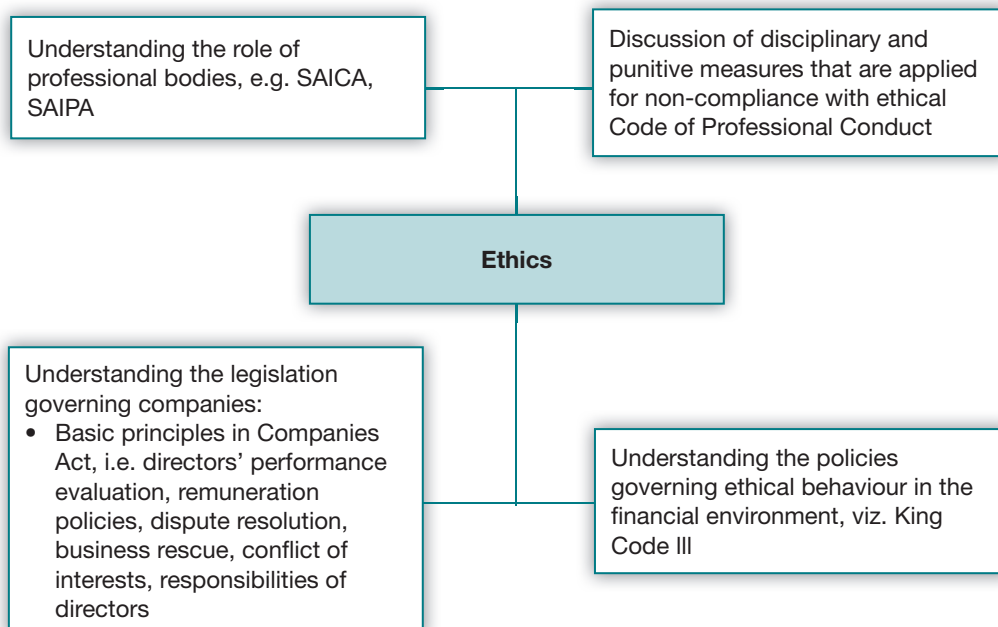 Understanding the role of
professional bodies, e.g. SAICA,
SAIPA
Discussion of disciplinary and
punitive measures that are applied
for non-compliance with ethical
Code of Professional Conduct
Ethics
Understanding the legislation
governing companies:
• Basic principles in Companies
Act, i.e. directors’ performance
evaluation, remuneration
policies, dispute resolution,
business rescue, conflict of
interests, responsibilities of
directors
Understanding the policies
governing ethical behaviour in the
financial environment, viz. King
Code lll